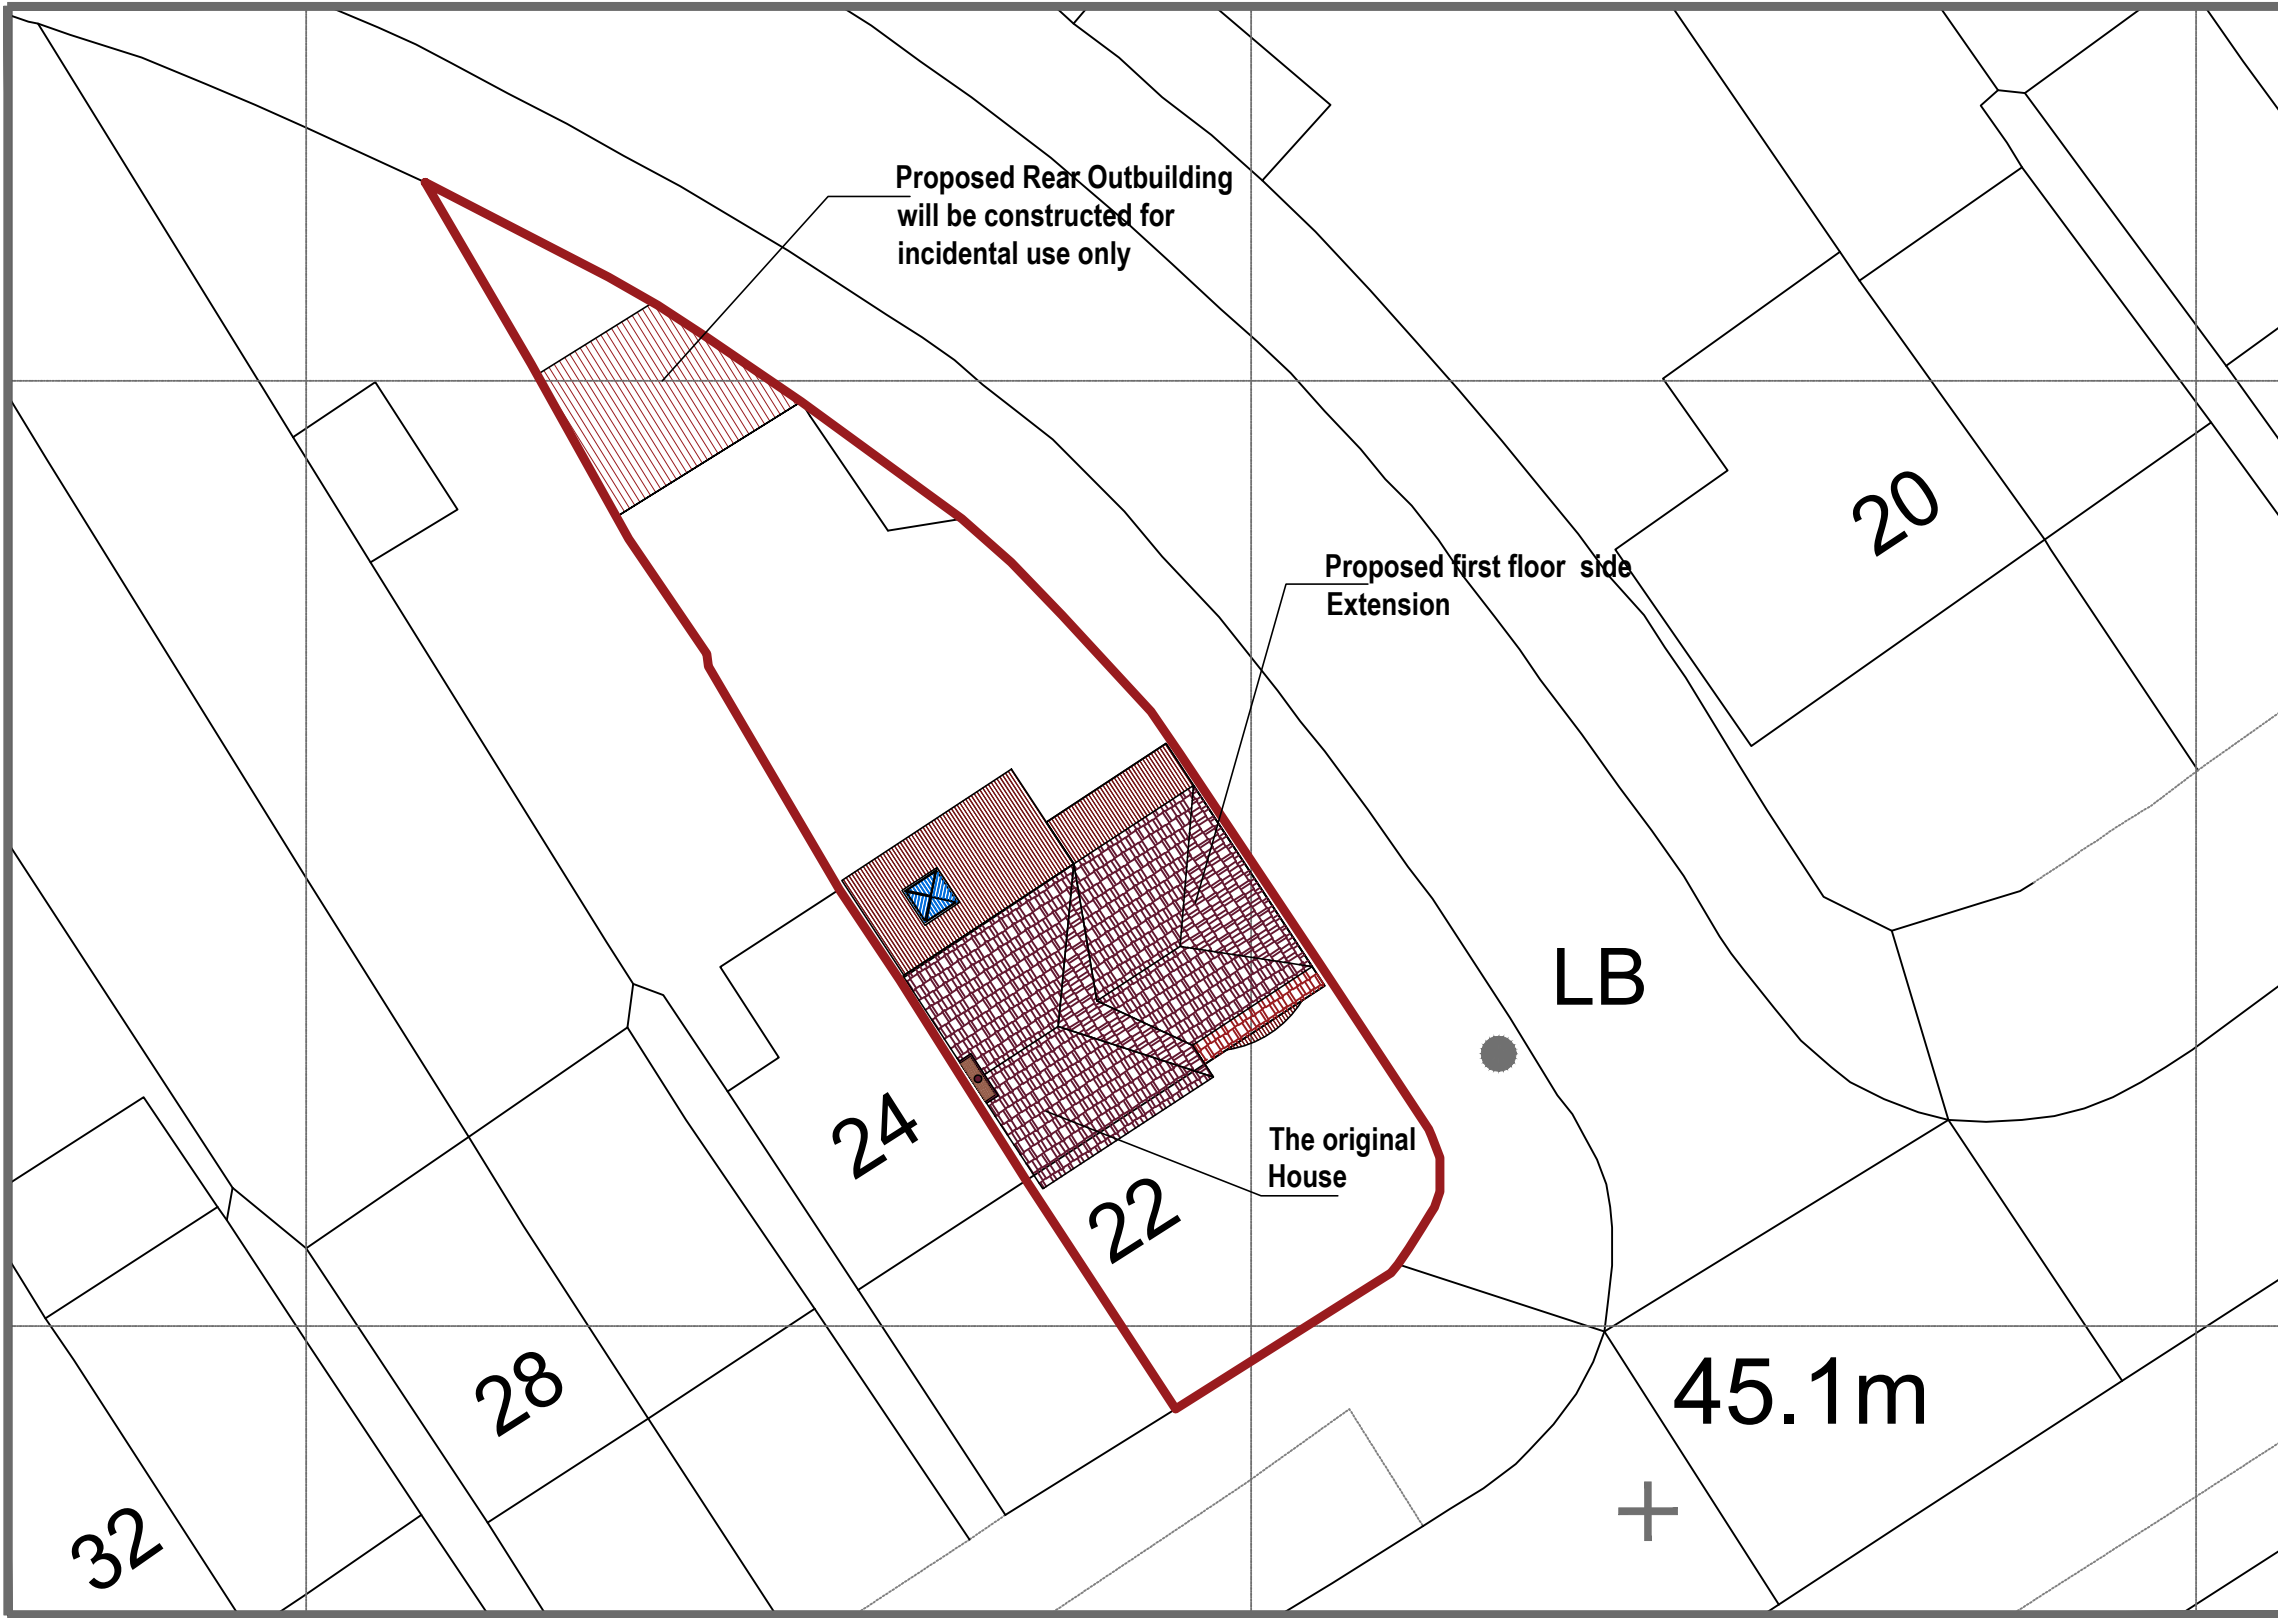 Proposed Rear Outbuilding
will be constructed for
incidental use only
20
Proposed first floor side
Extension
LB
24
The original
House
22
45.1m
28
32